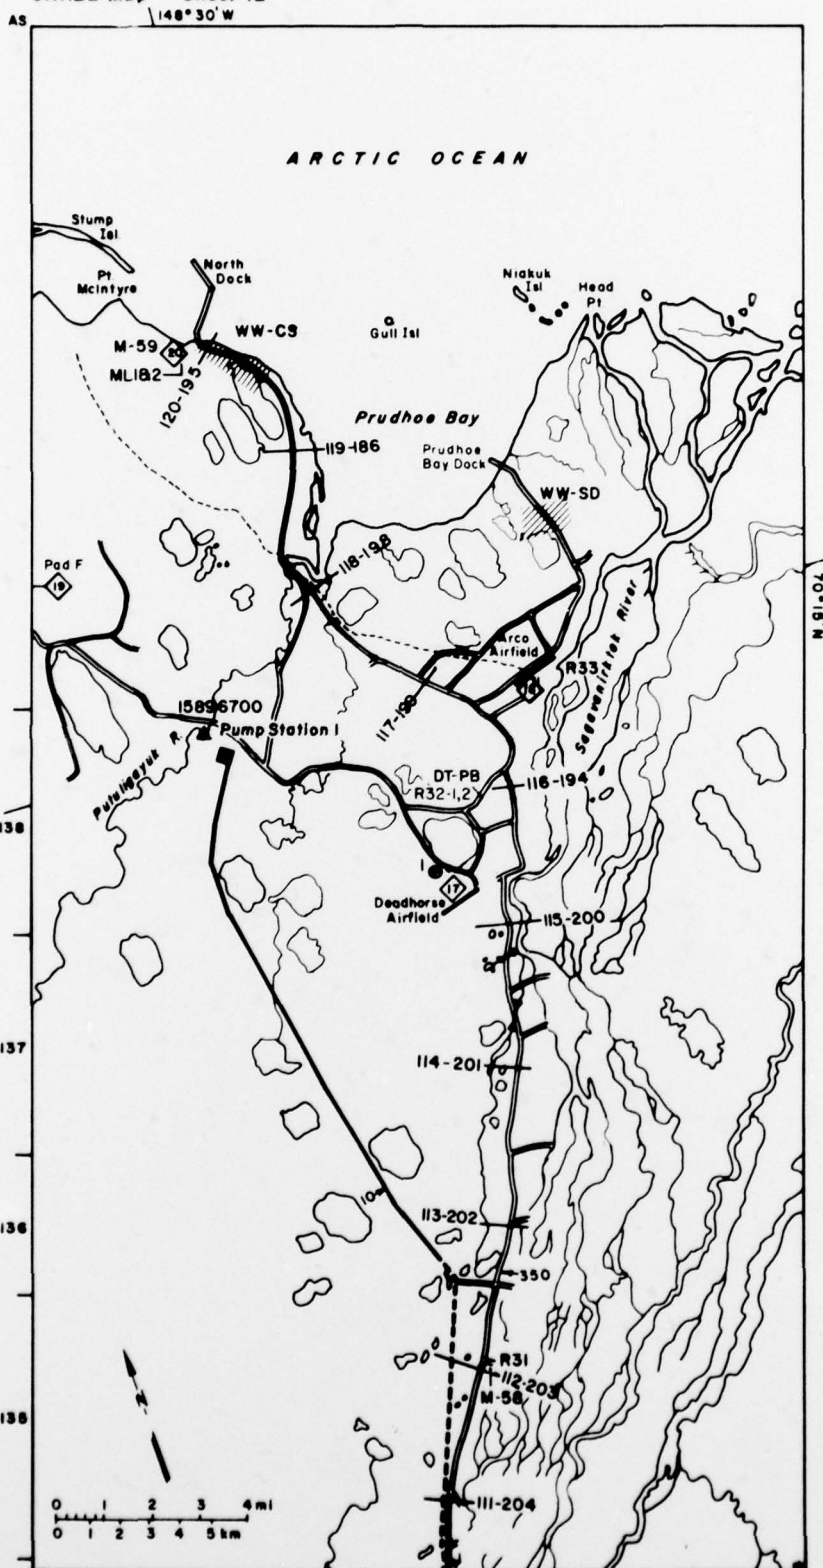 AS
148°30'W
ARCTIC OCEAN
Stump
Isl
Pt.
McIntyre
North
Dock
Niakuk
Isl
Head
Pt
Gull Isl
WW-CS
M-59
20
ML1&2
120-195
Prudhoe Bay
119-186
Prudhoe
Bay Dock
WW-SD
Pad F
19
118-198
70°15'N
Arco
Airfield
R33
Sagavanirktok River
117-199
15896700
Pump Station 1
Putuligayuk R.
DT-PB
R32-1,2
116-194
138
1
17
Deadhorse
Airfield
115-200
137
114-201
10
113-202
136
350
R31
112-203
M-58
N
135
111-204
0 1 2 3 4 mi
0 1 2 3 4 5 km